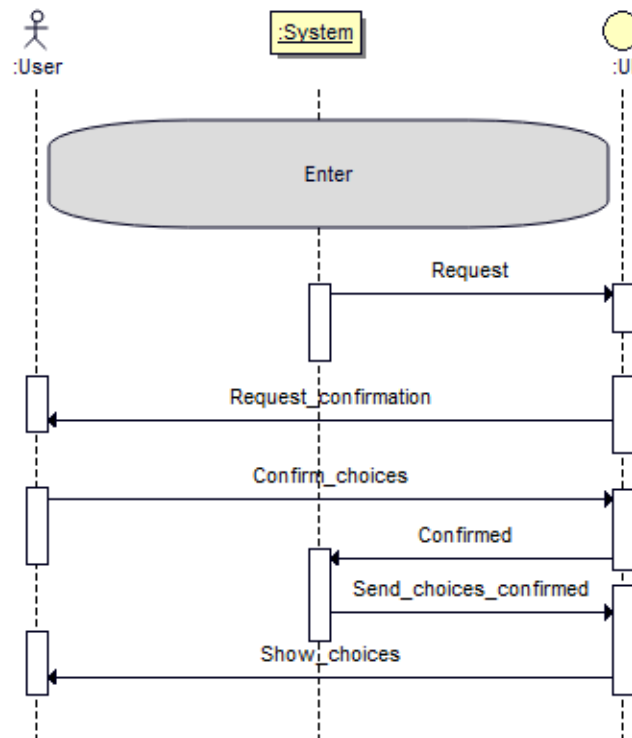 :User
:System
Enter
Request
Request_confirmation
Confirm_choices
Confirmed
Send_choices_confirmed
Show_choices